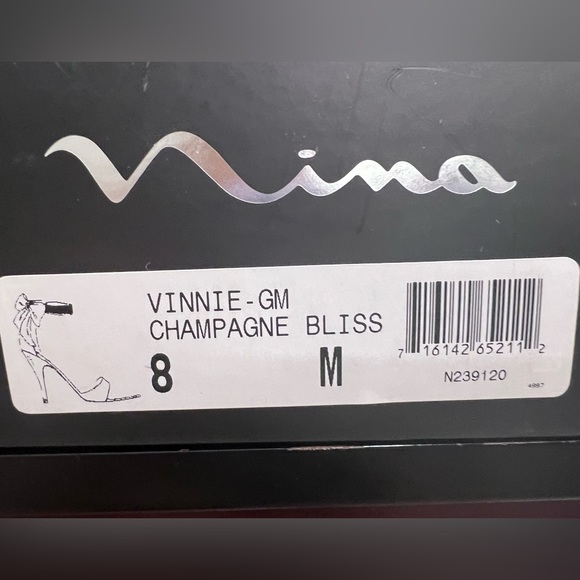 Nina
VINNIE-GM
CHAMPAGNE BLISS
8 M
7 16142 65211 2
N239120